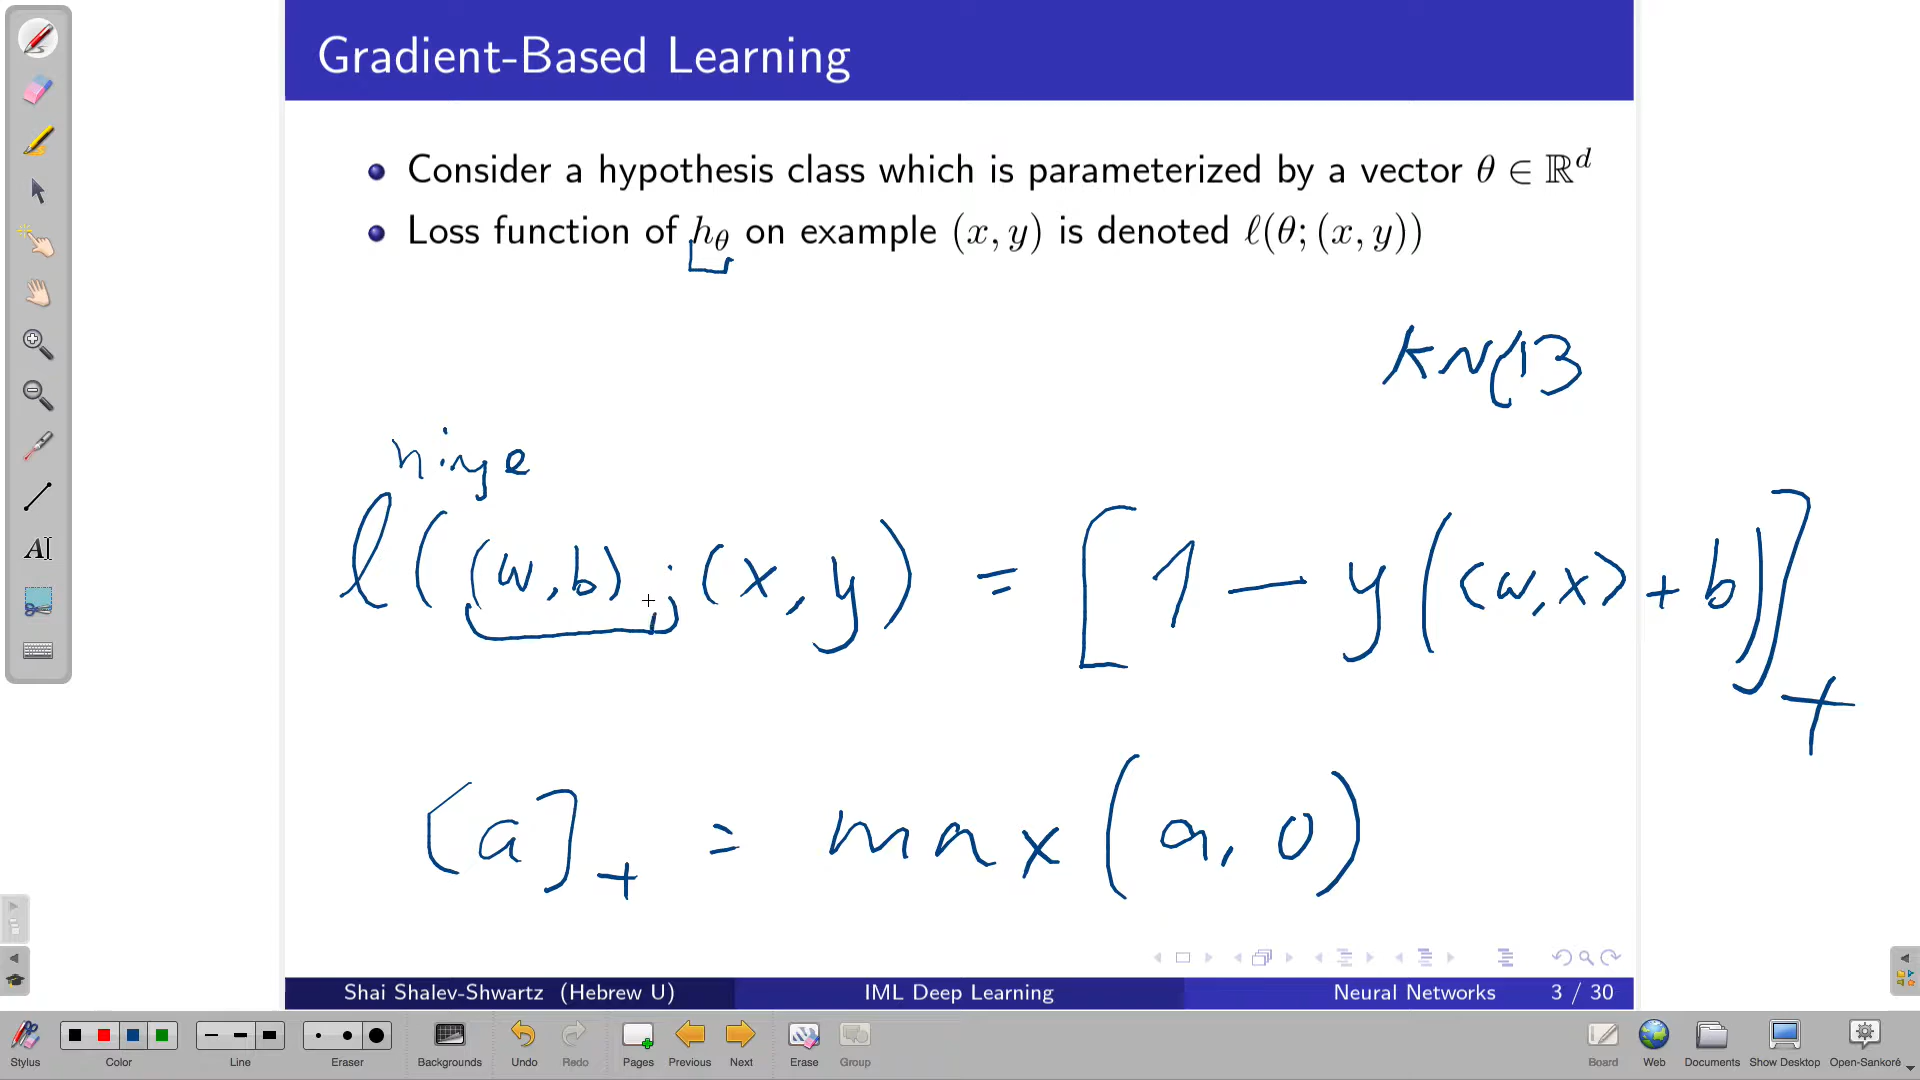 Gradient-Based Learning
Consider a hypothesis class which is parameterized by a vector θ ∈ ℝ^d
Loss function of h_θ on example (x, y) is denoted ℓ(θ; (x, y))
hinge
ℓ((w,b) ; (x,y) = [1 − y(⟨w,x⟩ + b)]_+
[a]_+ = max(a, 0)
Shai Shalev-Shwartz (Hebrew U) IML Deep Learning Neural Networks 3 / 30
Stylus Color Line Eraser Backgrounds Undo Redo Pages Previous Next Erase Group Board Web Documents Show Desktop Open-Sankoré